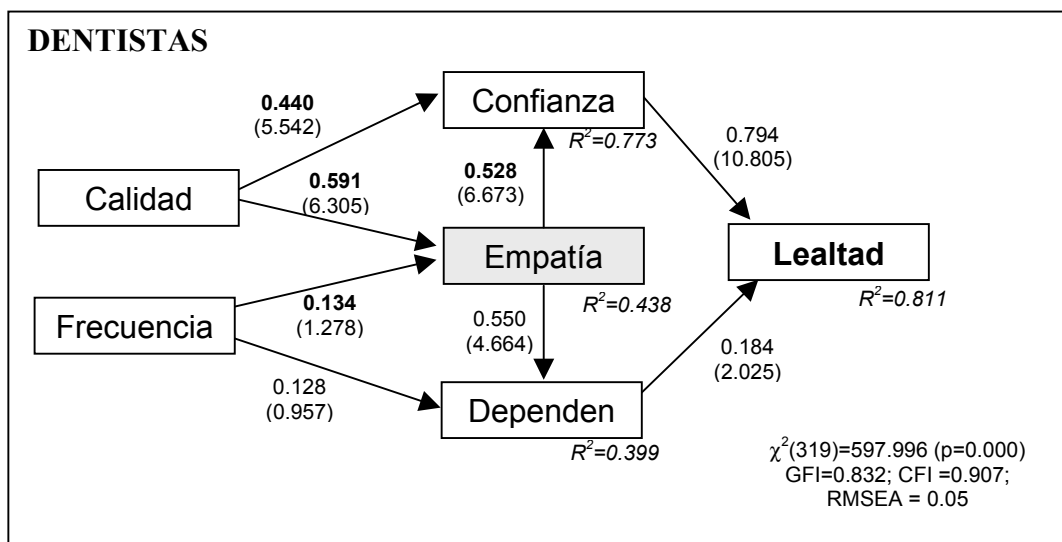 DENTISTAS
0.440
(5.542)
Confianza
R²=0.773
0.794
(10.805)
Calidad
0.591
(6.305)
0.528
(6.673)
Empatía
R²=0.438
Lealtad
R²=0.811
Frecuencia
0.134
(1.278)
0.550
(4.664)
0.184
(2.025)
0.128
(0.957)
Dependen
R²=0.399
χ²(319)=597.996 (p=0.000)
GFI=0.832; CFI =0.907;
RMSEA = 0.05